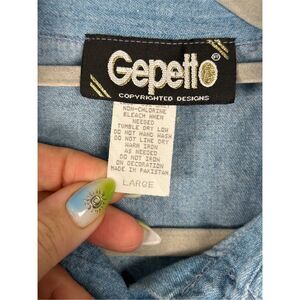 Gepetto
COPYRIGHTED DESIGNS
NON-CHLORINE
BLEACH WHEN
NEEDED
TUMBLE DRY LOW
DO NOT HAND WASH
DO NOT LINE DRY
WARM IRON
AS NEEDED
DO NOT IRON
ON DECORATION
MADE IN PAKISTAN
LARGE